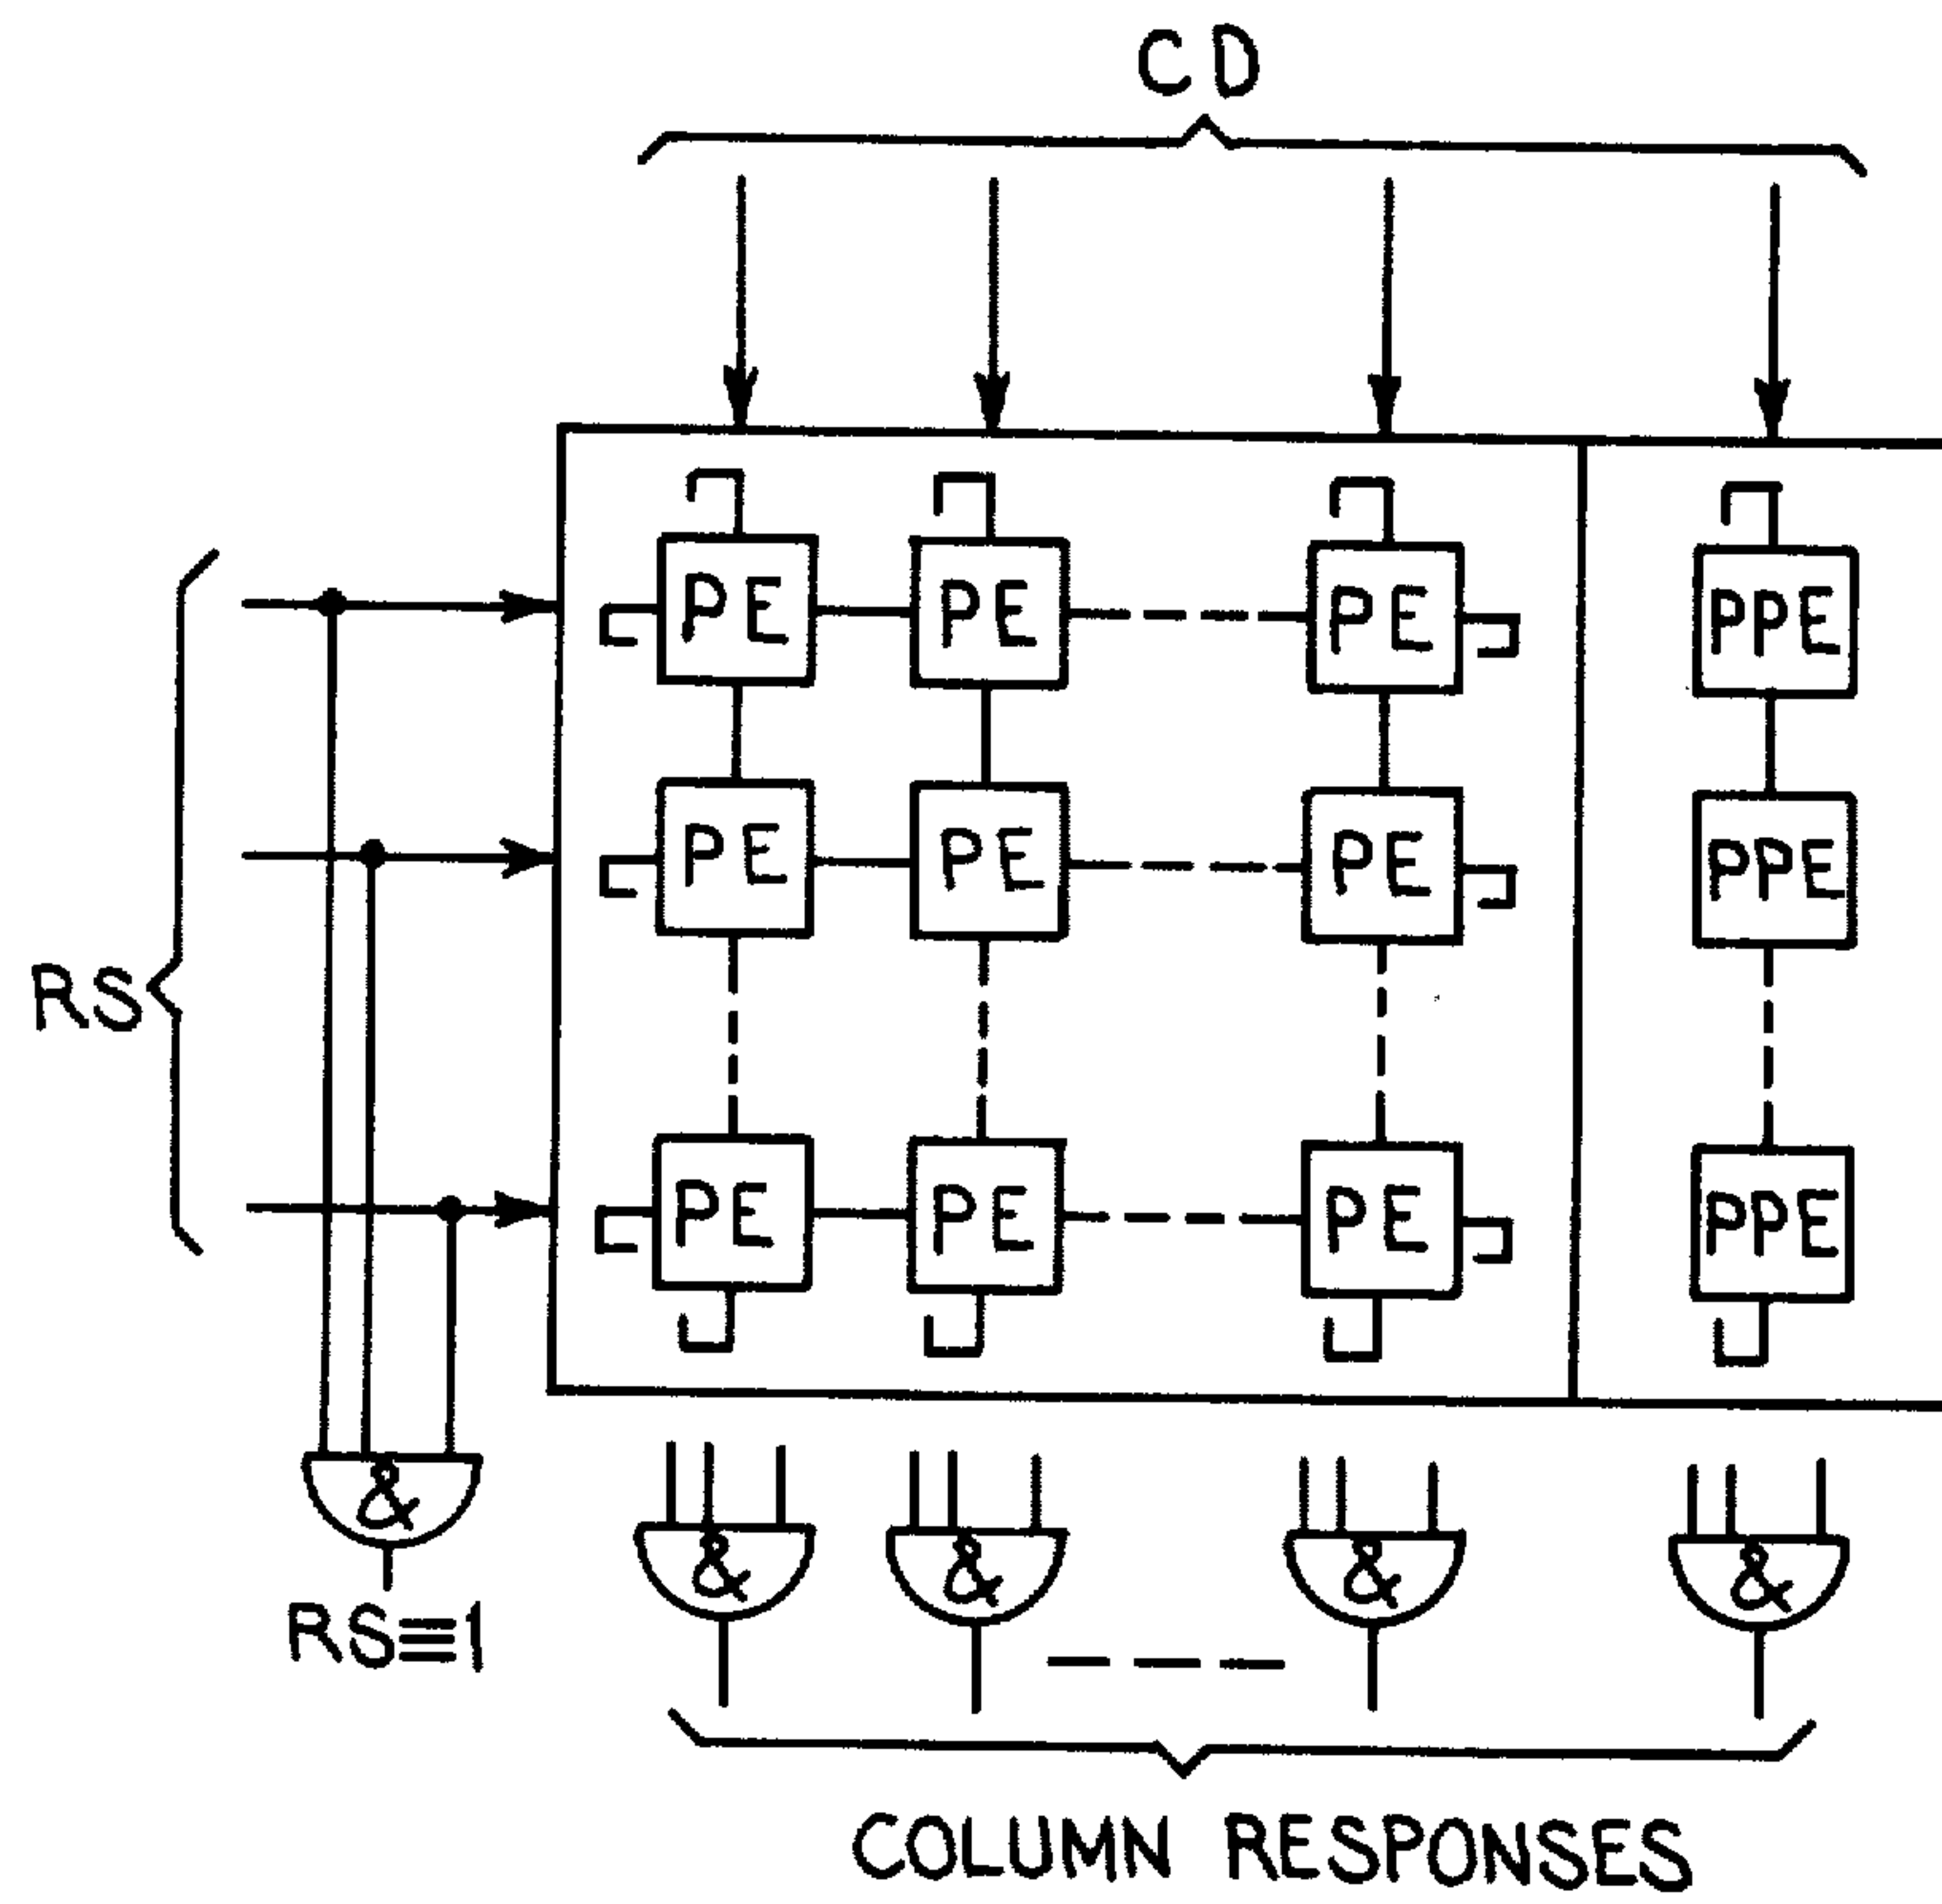 CD
PE PE PE PPE
PE PE PE PPE
RS
PE PE PE PPE
&
& & & &
RS≡1
COLUMN RESPONSES